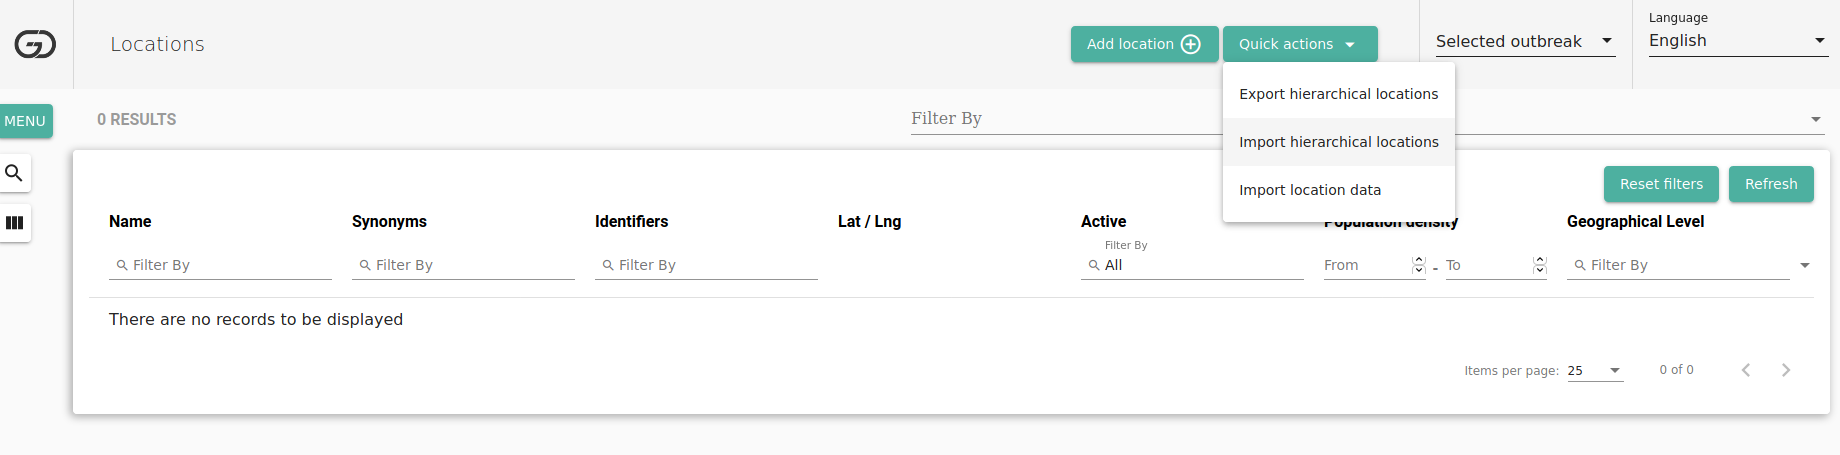 Locations
Add location
Quick actions
Selected outbreak
Language
English
Export hierarchical locations
Import hierarchical locations
Import location data
MENU
0 RESULTS
Filter By
Reset filters
Refresh
Name
Synonyms
Identifiers
Lat / Lng
Active
Population density
Geographical Level
Filter By
Filter By
Filter By
Filter By
All
From
-
To
Filter By
There are no records to be displayed
Items per page:
25
0 of 0